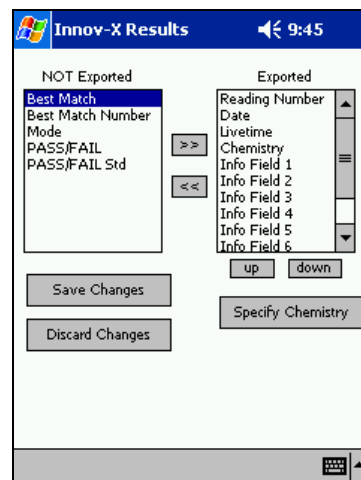 Innov-X Results 9:45
NOT Exported
Best Match
Best Match Number
Mode
PASS/FAIL
PASS/FAIL Std
>>
<<
Exported
Reading Number
Date
Livetime
Chemistry
Info Field 1
Info Field 2
Info Field 3
Info Field 4
Info Field 5
Info Field 6
up down
Save Changes
Specify Chemistry
Discard Changes